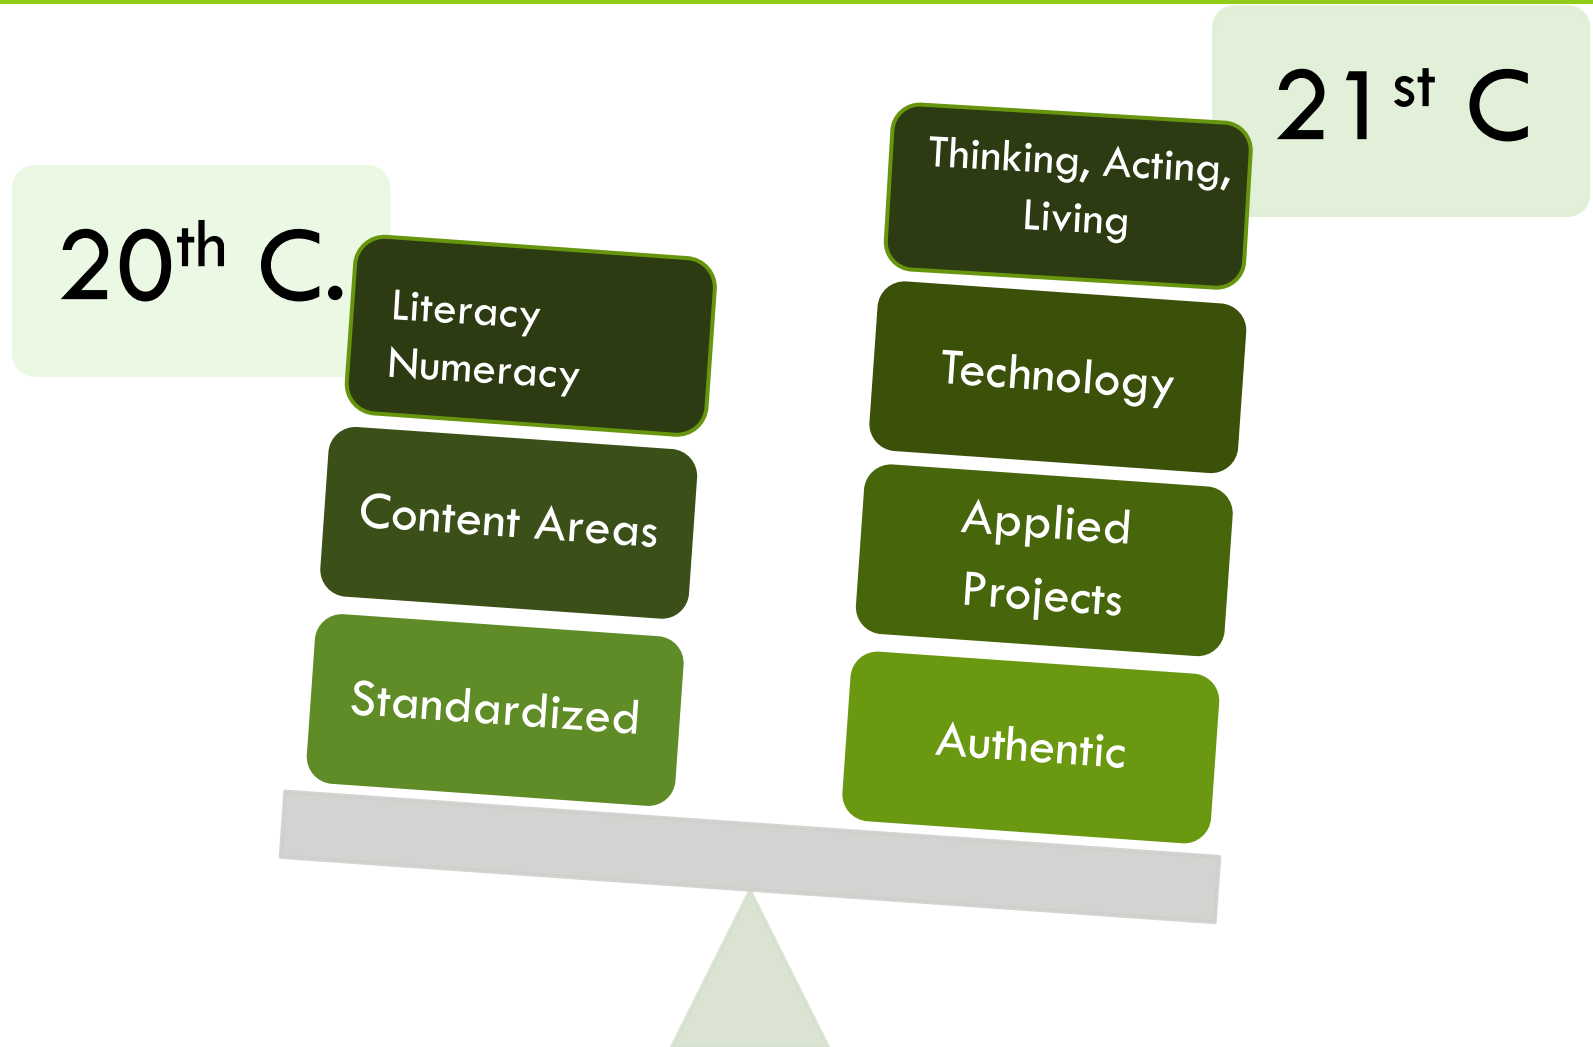 20th C.
Literacy
Numeracy
Content Areas
Standardized
21st C
Thinking, Acting,
Living
Technology
Applied
Projects
Authentic